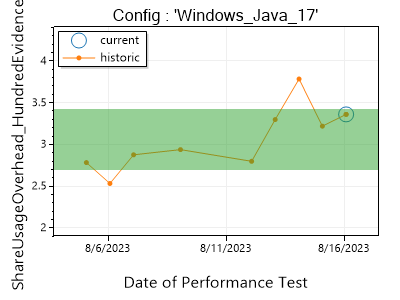 Config : 'Windows_Java_17'
current
historic
ShareUsageOverhead_HundredEvidence
4
3.5
3
2.5
2
8/6/2023
8/11/2023
8/16/2023
Date of Performance Test